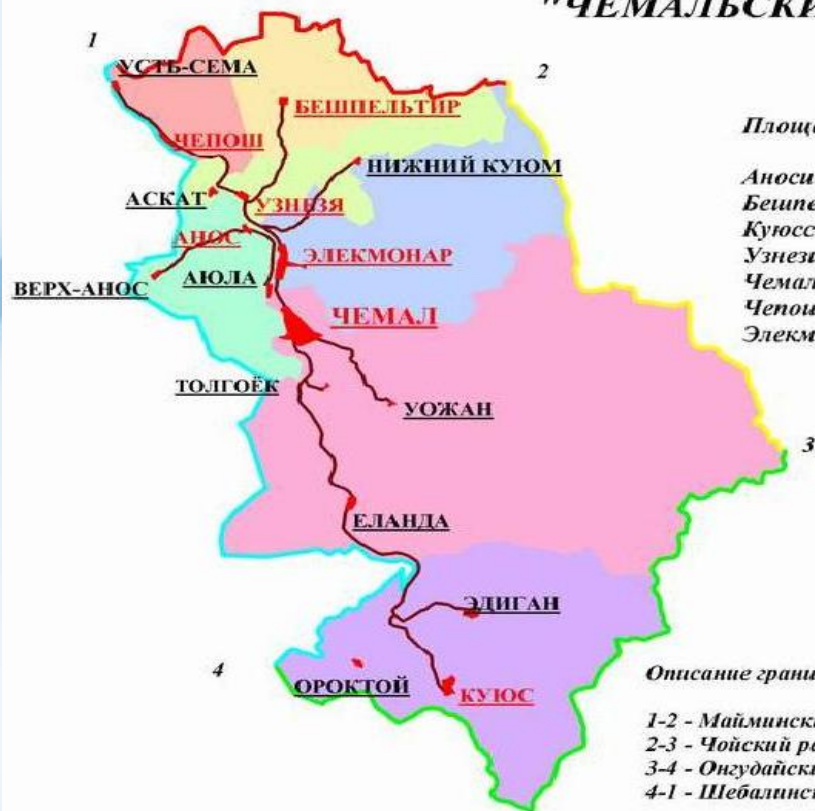 "ЧЕМАЛЬСКИ
1
УСТЬ-СЕМА
2
БЕШПЕЛЬТИР
ЧЕПОШ
НИЖНИЙ КУЮМ
АСКАТ
УЗНЕЗЯ
АНОС
ЭЛЕКМОНАР
ВЕРХ-АНОС
АЮЛА
ЧЕМАЛ
ТОЛГОЁК
УОЖАН
3
ЕЛАНДА
ЭДИГАН
4
ОРОКТОЙ
КУЮС
Площ
Аноси
Бешпе
Куюсс
Узнези
Чемал
Чепош
Элекм
Описание грани
1-2 - Майминск
2-3 - Чойский р
3-4 - Онгудайск
4-1 - Шебалинс